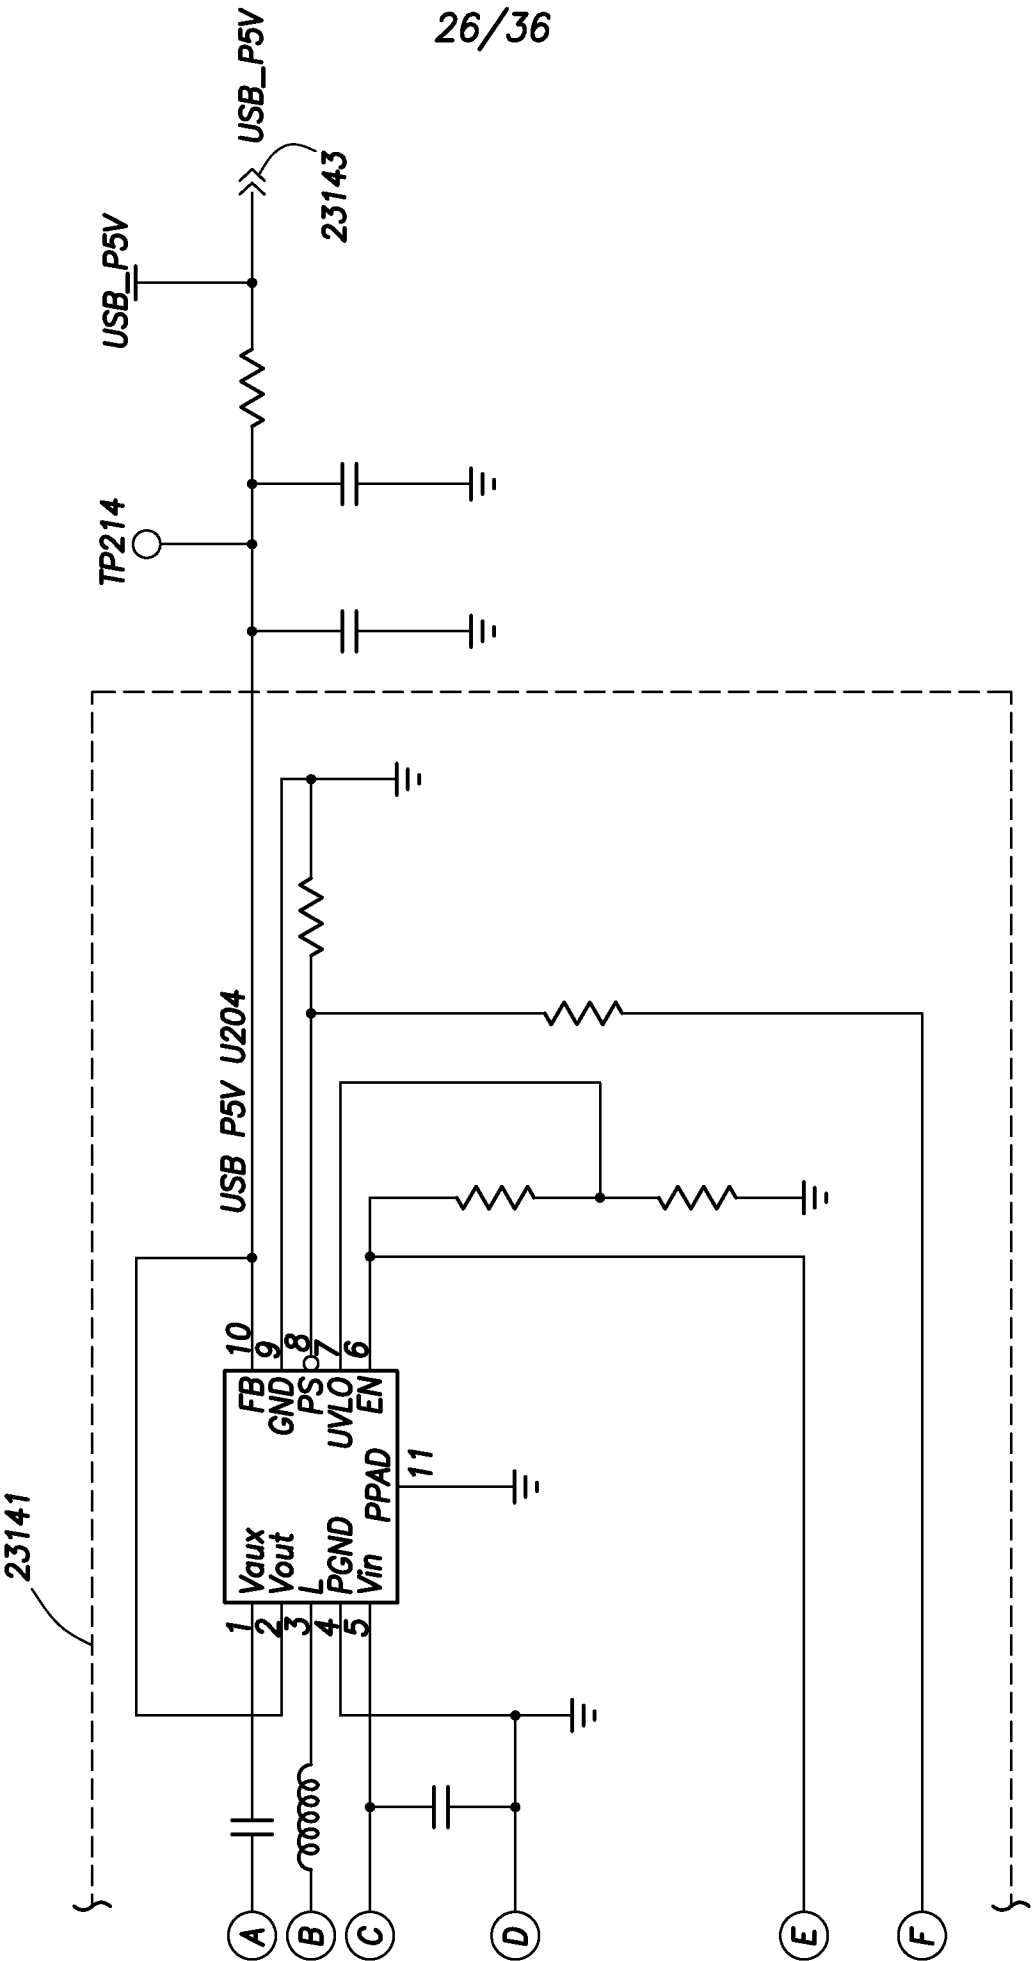 26/36
USB_P5V
23143
USB_P5V
TP214
USB P5V U204
23141
10
9
8
7
6
FB
GND
PS
UVLO
EN
PPAD
11
Vaux
Vout
L
PGND
Vin
1
2
3
4
5
A
B
C
D
E
F